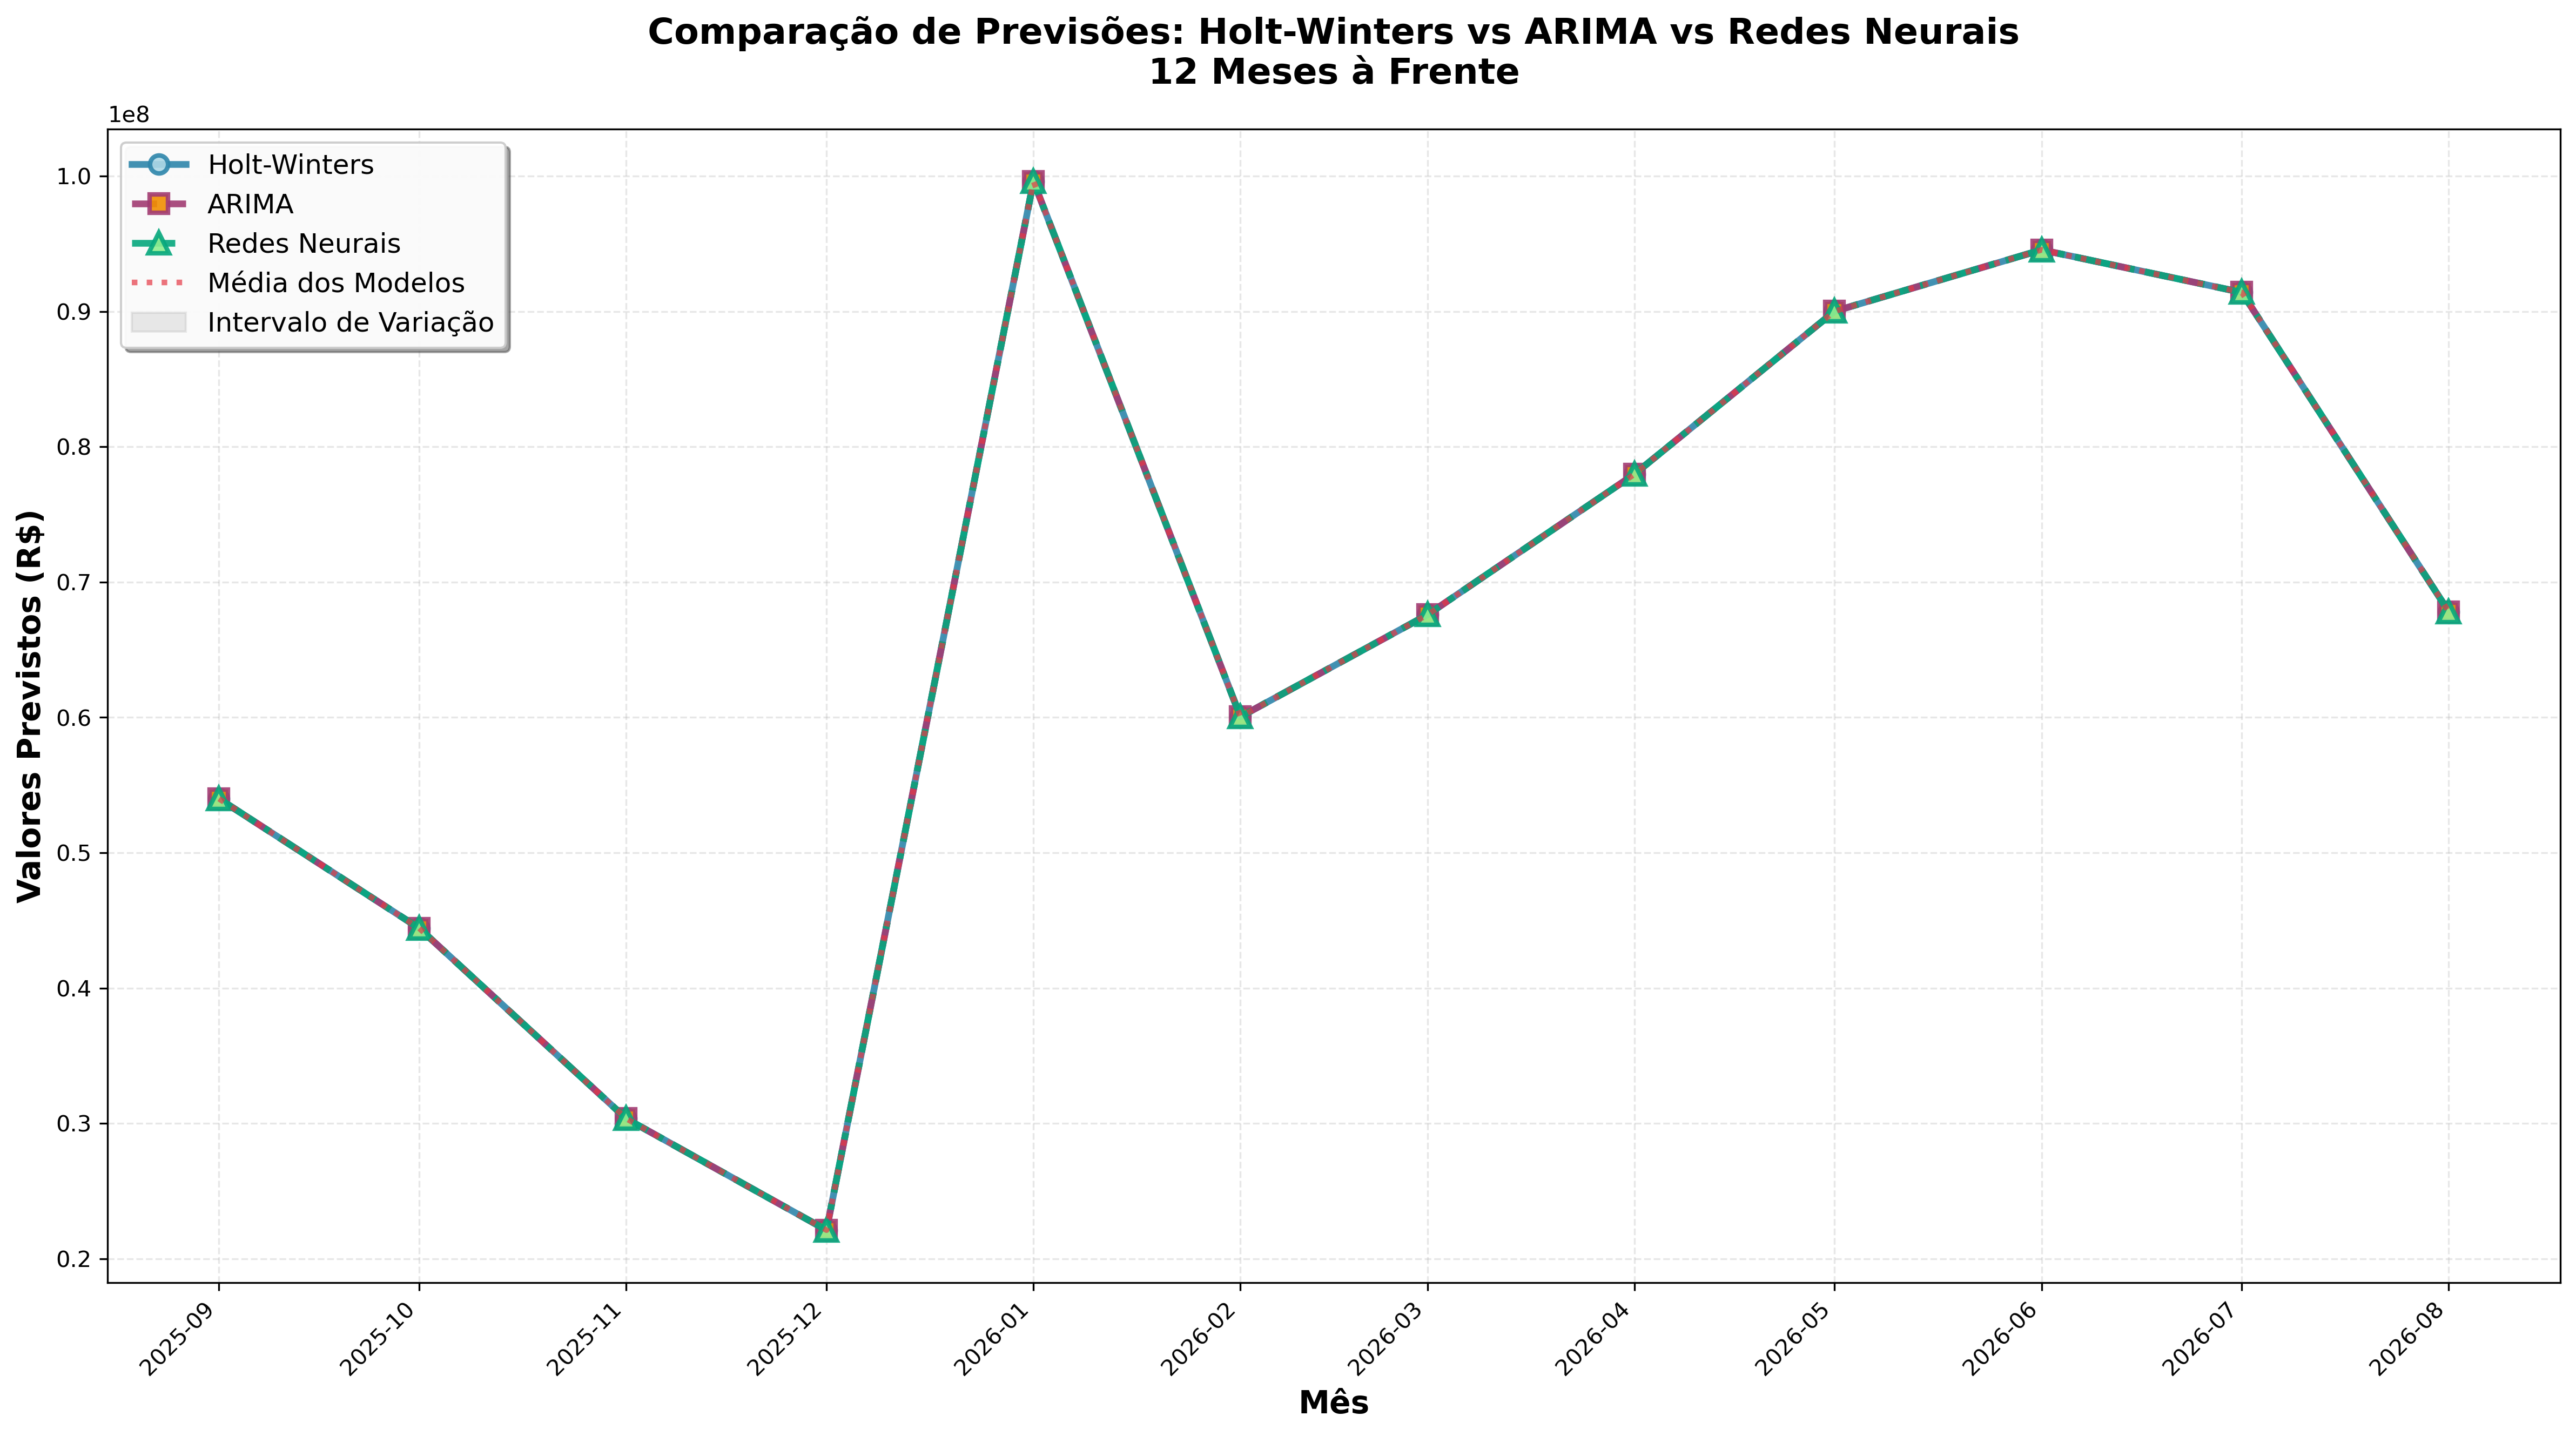 Comparação de Previsões: Holt-Winters vs ARIMA vs Redes Neurais
12 Meses à Frente
1e8
Holt-Winters
ARIMA
Redes Neurais
Média dos Modelos
Intervalo de Variação
1.0
0.9
0.8
0.7
0.6
0.5
0.4
0.3
0.2
Valores Previstos (R$)
2025-09
2025-10
2025-11
2025-12
2026-01
2026-02
2026-03
2026-04
2026-05
2026-06
2026-07
2026-08
Mês